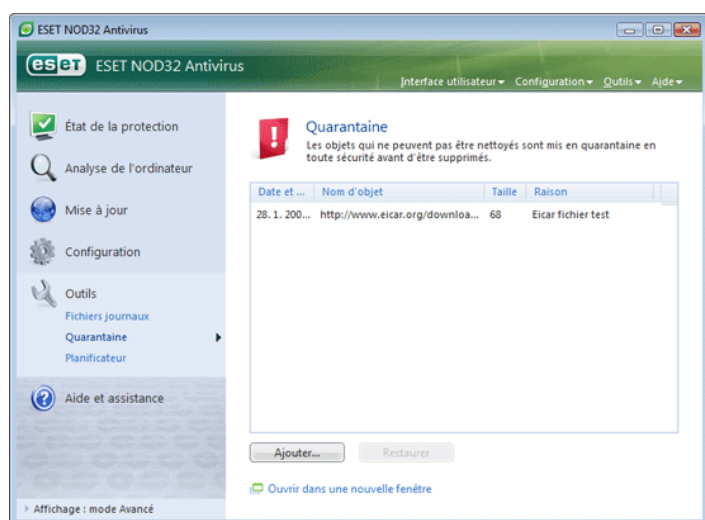 ESET NOD32 Antivirus
eseT ESET NOD32 Antivirus
Interface utilisateur Configuration Outils Aide
État de la protection
Analyse de l'ordinateur
Mise à jour
Configuration
Outils
Fichiers journaux
Quarantaine
Planificateur
Aide et assistance
Affichage : mode Avancé
Quarantaine
Les objets qui ne peuvent pas être nettoyés sont mis en quarantaine en
toute sécurité avant d'être supprimés.
Date et ... Nom d'objet Taille Raison
28. 1. 200... http://www.eicar.org/downloa... 68 Eicar fichier test
Ajouter... Restaurer
Ouvrir dans une nouvelle fenêtre